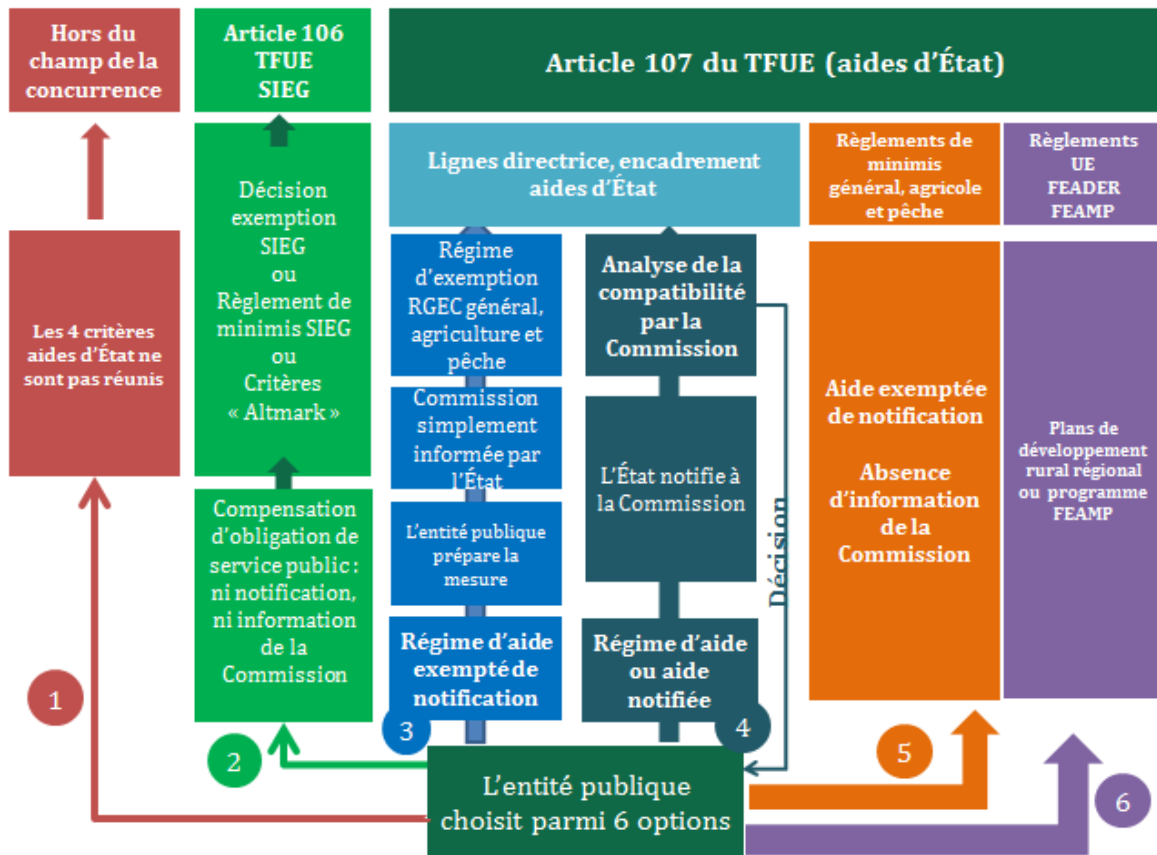 Hors du
champ de la
concurrence
Article 106
TFUE
SIEG
Article 107 du TFUE (aides d'État)
Lignes directrice, encadrement
aides d'État
Règlements de
minimis
général, agricole
et pêche
Règlements
UE
FEADER
FEAMP
Décision
exemption
SIEG
ou
Règlement de
minimis SIEG
ou
Critères
« Altmark »
Les 4 critères
aides d'État ne
sont pas réunis
Régime
d'exemption
RGEC général,
agriculture et
pêche
Analyse de la
compatibilité
par la
Commission
Commission
simplement
informée par
l'État
L'État notifie à
la Commission
Décision
Aide exemptée
de notification
Absence
d'information
de la
Commission
Plans de
développement
rural régional
ou programme
FEAMP
Compensation
d'obligation de
service public :
ni notification,
ni information
de la
Commission
L'entité publique
prépare la
mesure
Régime d'aide
exempté de
notification
Régime d'aide
ou aide
notifiée
1
2
3
4
5
6
L'entité publique
choisit parmi 6 options